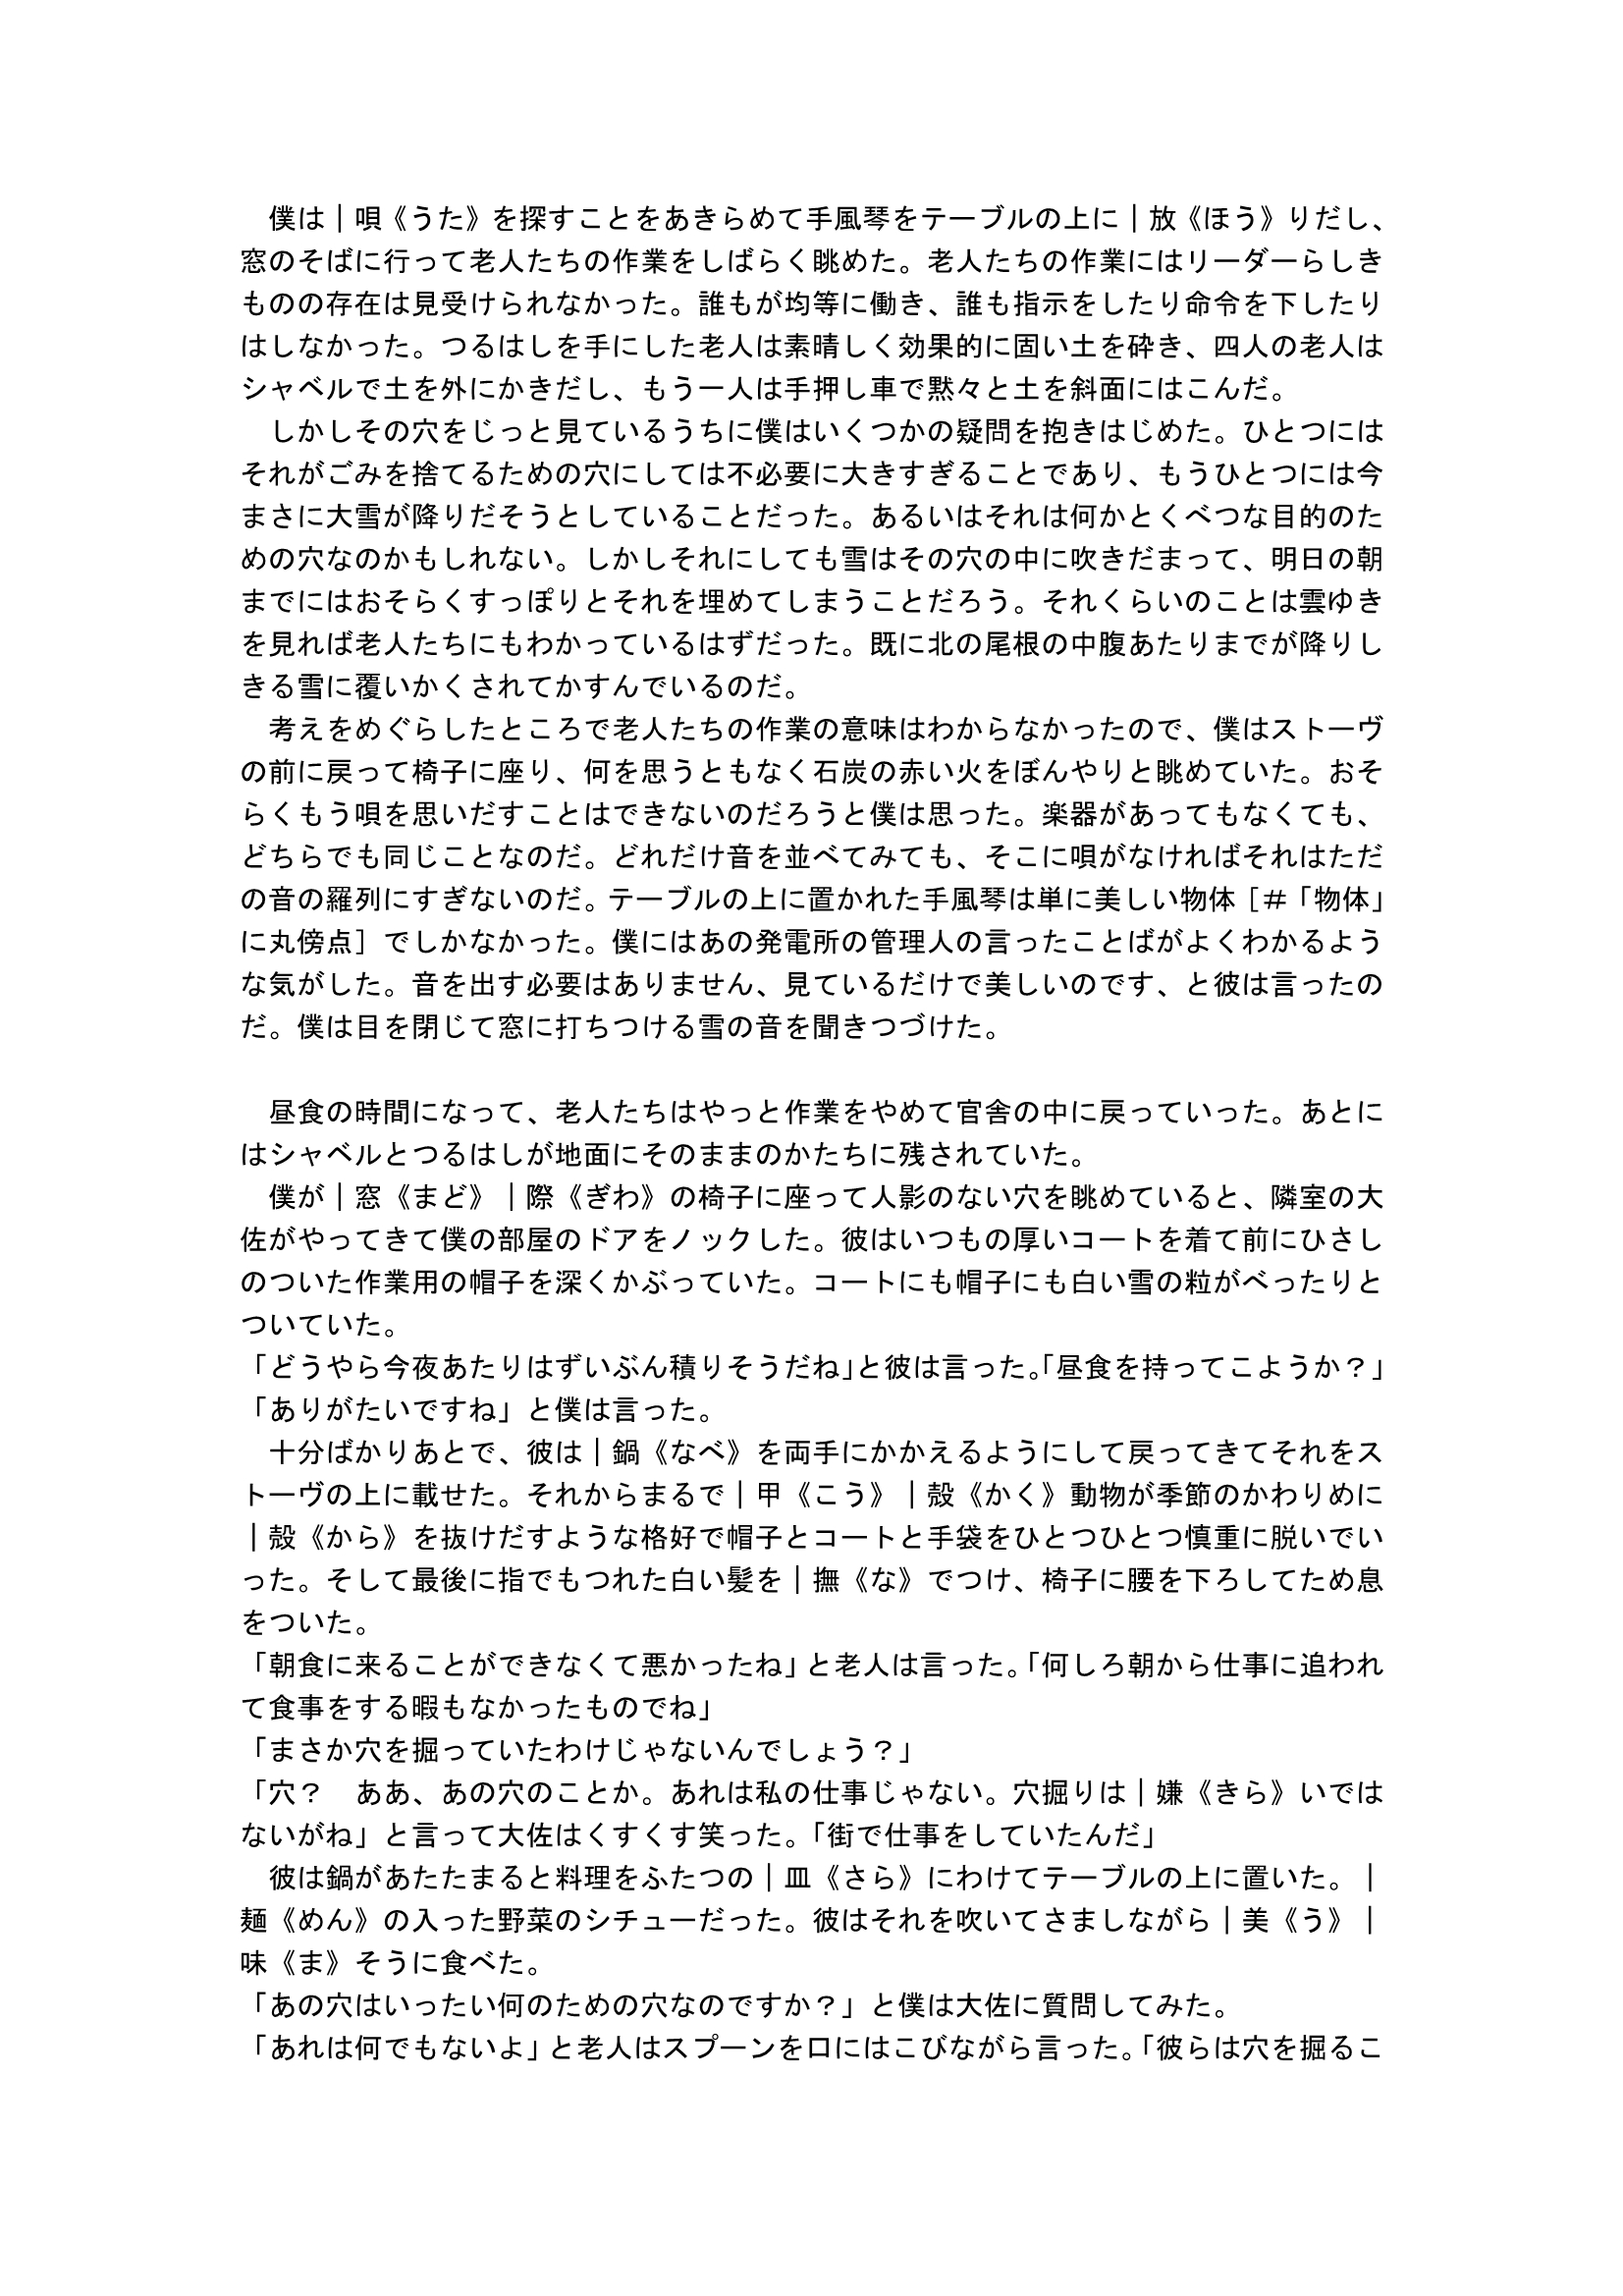 僕は｜唄《うた》を探すことをあきらめて手風琴をテーブルの上に｜放《ほう》りだし、
窓のそばに行って老人たちの作業をしばらく眺めた。老人たちの作業にはリーダーらしき
ものの存在は見受けられなかった。誰もが均等に働き、誰も指示をしたり命令を下したり
はしなかった。つるはしを手にした老人は素晴しく効果的に固い土を砕き、四人の老人は
シャベルで土を外にかきだし、もう一人は手押し車で黙々と土を斜面にはこんだ。
　しかしその穴をじっと見ているうちに僕はいくつかの疑問を抱きはじめた。ひとつには
それがごみを捨てるための穴にしては不必要に大きすぎることであり、もうひとつには今
まさに大雪が降りだそうとしていることだった。あるいはそれは何かとくべつな目的のた
めの穴なのかもしれない。しかしそれにしても雪はその穴の中に吹きだまって、明日の朝
までにはおそらくすっぽりとそれを埋めてしまうことだろう。それくらいのことは雲ゆき
を見れば老人たちにもわかっているはずだった。既に北の尾根の中腹あたりまでが降りし
きる雪に覆いかくされてかすんでいるのだ。
　考えをめぐらしたところで老人たちの作業の意味はわからなかったので、僕はストーヴ
の前に戻って椅子に座り、何を思うともなく石炭の赤い火をぼんやりと眺めていた。おそ
らくもう唄を思いだすことはできないのだろうと僕は思った。楽器があってもなくても、
どちらでも同じことなのだ。どれだけ音を並べてみても、そこに唄がなければそれはただ
の音の羅列にすぎないのだ。テーブルの上に置かれた手風琴は単に美しい物体［＃「物体」
に丸傍点］でしかなかった。僕にはあの発電所の管理人の言ったことばがよくわかるよう
な気がした。音を出す必要はありません、見ているだけで美しいのです、と彼は言ったの
だ。僕は目を閉じて窓に打ちつける雪の音を聞きつづけた。

　昼食の時間になって、老人たちはやっと作業をやめて官舎の中に戻っていった。あとに
はシャベルとつるはしが地面にそのままのかたちに残されていた。
　僕が｜窓《まど》｜際《ぎわ》の椅子に座って人影のない穴を眺めていると、隣室の大
佐がやってきて僕の部屋のドアをノックした。彼はいつもの厚いコートを着て前にひさし
のついた作業用の帽子を深くかぶっていた。コートにも帽子にも白い雪の粒がべったりと
ついていた。
「どうやら今夜あたりはずいぶん積りそうだね」と彼は言った。「昼食を持ってこようか？」
「ありがたいですね」と僕は言った。
　十分ばかりあとで、彼は｜鍋《なべ》を両手にかかえるようにして戻ってきてそれをス
トーヴの上に載せた。それからまるで｜甲《こう》｜殻《かく》動物が季節のかわりめに
｜殻《から》を抜けだすような格好で帽子とコートと手袋をひとつひとつ慎重に脱いでい
った。そして最後に指でもつれた白い髪を｜撫《な》でつけ、椅子に腰を下ろしてため息
をついた。
「朝食に来ることができなくて悪かったね」と老人は言った。「何しろ朝から仕事に追われ
て食事をする暇もなかったものでね」
「まさか穴を掘っていたわけじゃないんでしょう？」
「穴？　ああ、あの穴のことか。あれは私の仕事じゃない。穴掘りは｜嫌《きら》いでは
ないがね」と言って大佐はくすくす笑った。「街で仕事をしていたんだ」
　彼は鍋があたたまると料理をふたつの｜皿《さら》にわけてテーブルの上に置いた。｜
麺《めん》の入った野菜のシチューだった。彼はそれを吹いてさましながら｜美《う》｜
味《ま》そうに食べた。
「あの穴はいったい何のための穴なのですか？」と僕は大佐に質問してみた。
「あれは何でもないよ」と老人はスプーンを口にはこびながら言った。「彼らは穴を掘るこ